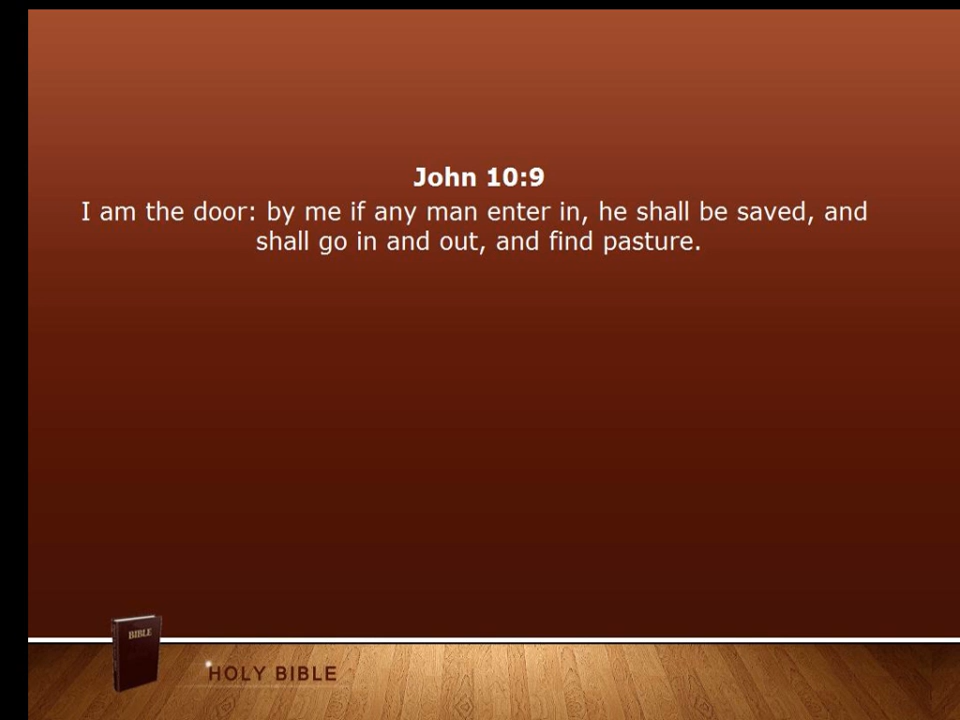 John 10:9
I am the door: by me if any man enter in, he shall be saved, and
shall go in and out, and find pasture.
BIBLE
HOLY BIBLE